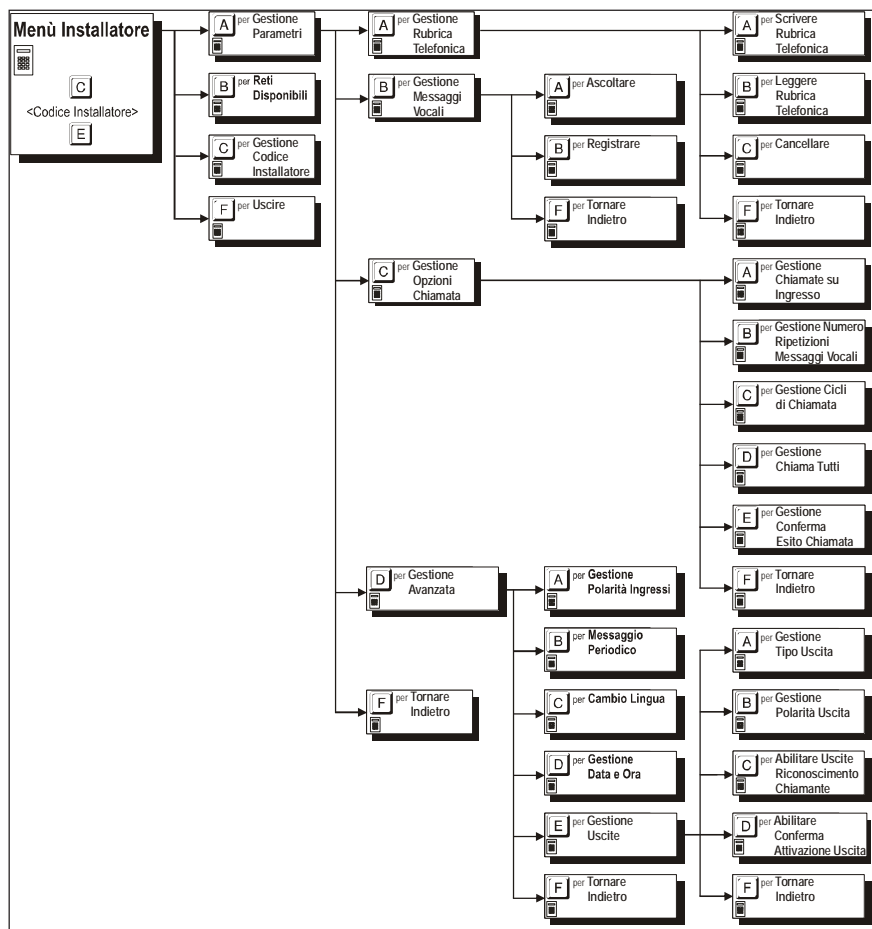 Menù Installatore
C
<Codice Installatore>
E
A per Gestione
Parametri
B per Reti
Disponibili
C per Gestione
Codice
Installatore
F per Uscire
A per Gestione
Rubrica
Telefonica
B per Gestione
Messaggi
Vocali
C per Gestione
Opzioni
Chiamata
D per Gestione
Avanzata
F per Tornare
Indietro
A per Ascoltare
B per Registrare
F per Tornare
Indietro
A per Gestione
Polarità Ingressi
B per Messaggio
Periodico
C per Cambio Lingua
D per Gestione
Data e Ora
E per Gestione
Uscite
F per Tornare
Indietro
A per Scrivere
Rubrica
Telefonica
B per Leggere
Rubrica
Telefonica
C per Cancellare
F per Tornare
Indietro
A per Gestione
Chiamate su
Ingresso
B per Gestione Numero
Ripetizioni
Messaggi Vocali
C per Gestione Cicli
di Chiamata
D per Gestione
Chiama Tutti
E per Gestione
Conferma
Esito Chiamata
F per Tornare
Indietro
A per Gestione
Tipo Uscita
B per Gestione
Polarità Uscita
C per Abilitare Uscite
Riconoscimento
Chiamante
D per Abilitare
Conferma
Attivazione Uscita
F per Tornare
Indietro